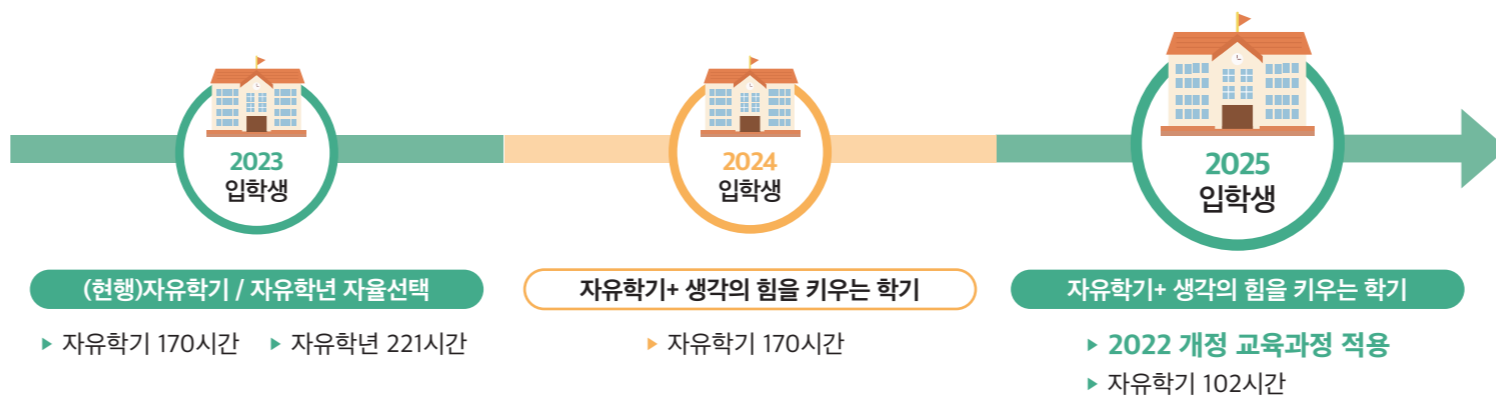 2023
입학생
2024
입학생
2025
입학생
(현행)자유학기 / 자유학년 자율선택
▸ 자유학기 170시간 ▸ 자유학년 221시간
자유학기+ 생각의 힘을 키우는 학기
▸ 자유학기 170시간
자유학기+ 생각의 힘을 키우는 학기
▸ 2022 개정 교육과정 적용
▸ 자유학기 102시간